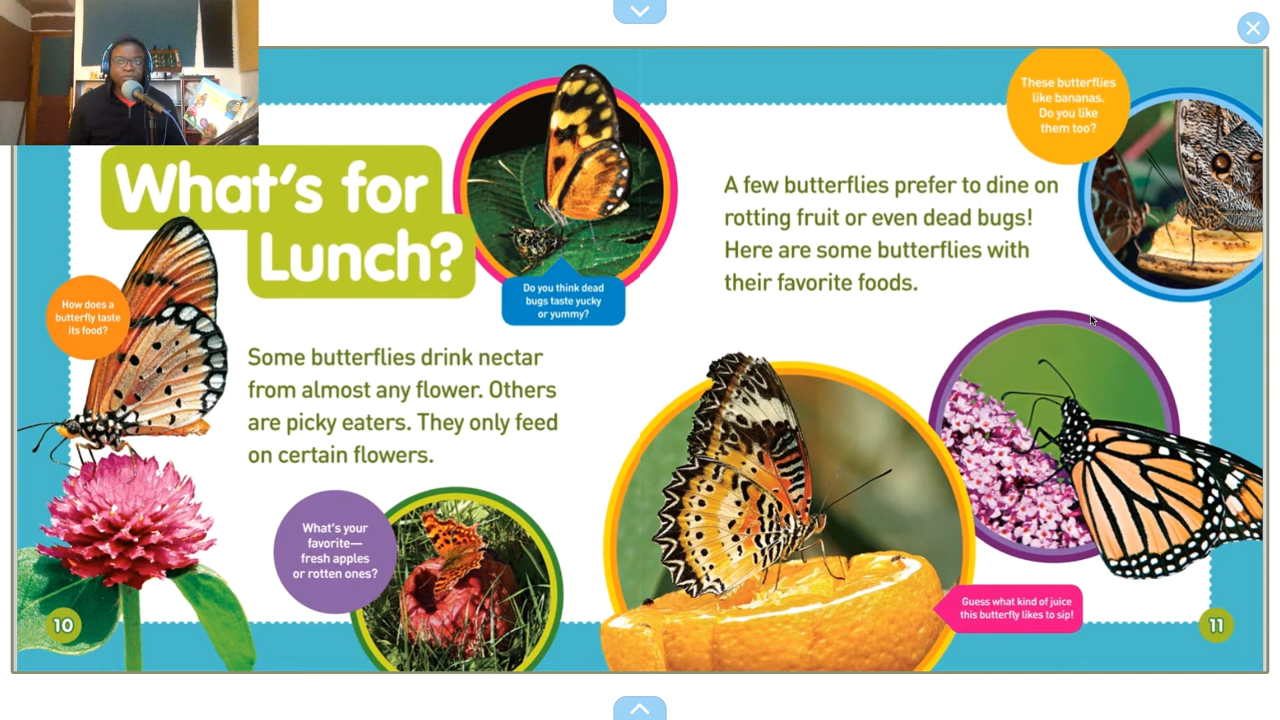 What's for
Lunch?
How does a
butterfly taste
its food?
Do you think dead
bugs taste yucky
or yummy?
Some butterflies drink nectar
from almost any flower. Others
are picky eaters. They only feed
on certain flowers.
What's your
favorite—
fresh apples
or rotten ones?
10
These butterflies
like bananas.
Do you like
them too?
A few butterflies prefer to dine on
rotting fruit or even dead bugs!
Here are some butterflies with
their favorite foods.
Guess what kind of juice
this butterfly likes to sip!
11